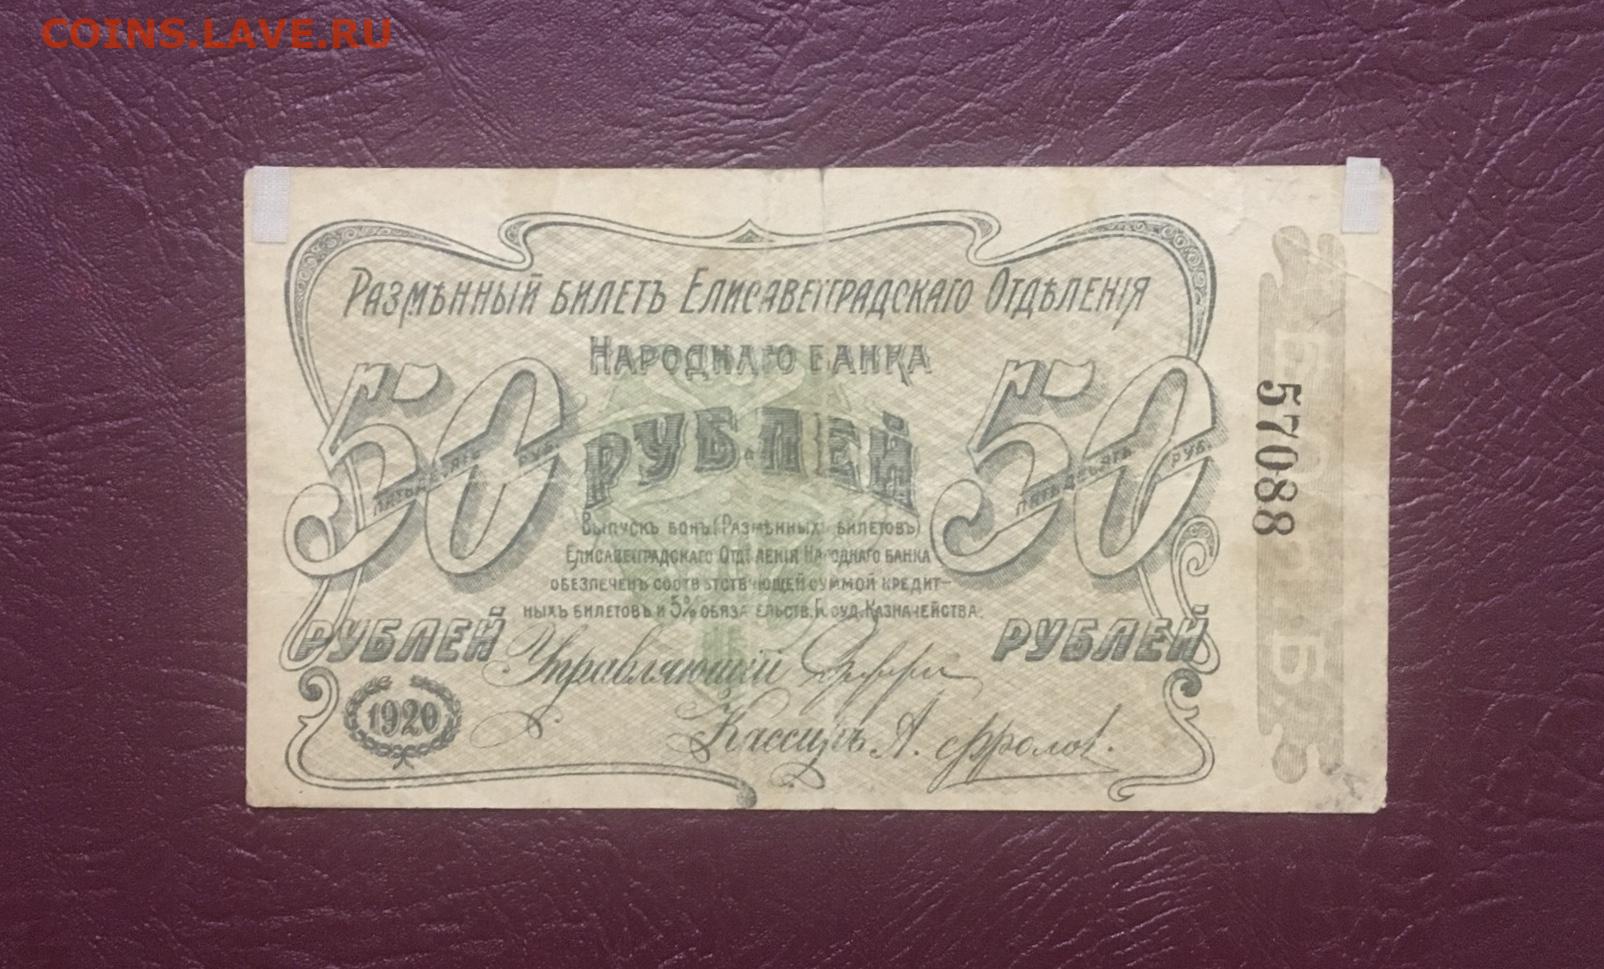 COINS.LAVE.RU
Размѣнный билетъ Елисаветградскаго Отдѣленія
Народнаго Банка
50 рублей 50
пятьдесятъ руб. пятьдесятъ руб.
Выпускъ бонъ (Размѣнныхъ билетовъ)
Елисаветградскаго Отдѣленія Народнаго банка
обезпеченъ соотвѣтствующей суммой кредит-
ныхъ билетовъ и 5% обязательств. Госуд. Казначейства.
рублей рублей
Управляющій
1920
Кассиръ А. Фролов.
57088